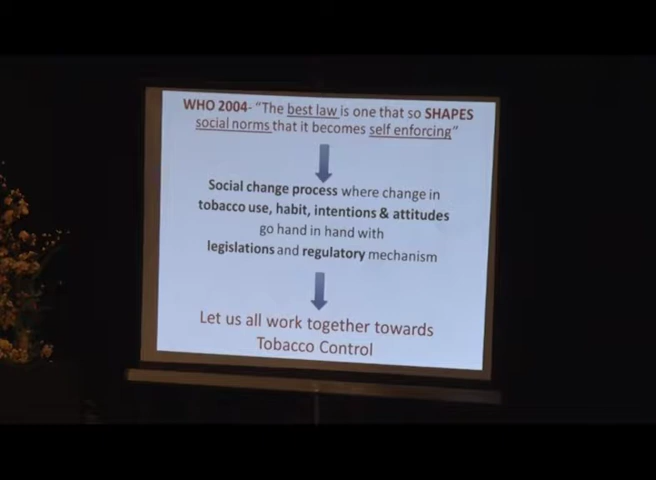 WHO 2004- “The best law is one that so SHAPES
social norms that it becomes self enforcing”
Social change process where change in
tobacco use, habit, intentions & attitudes
go hand in hand with
legislations and regulatory mechanism
Let us all work together towards
Tobacco Control